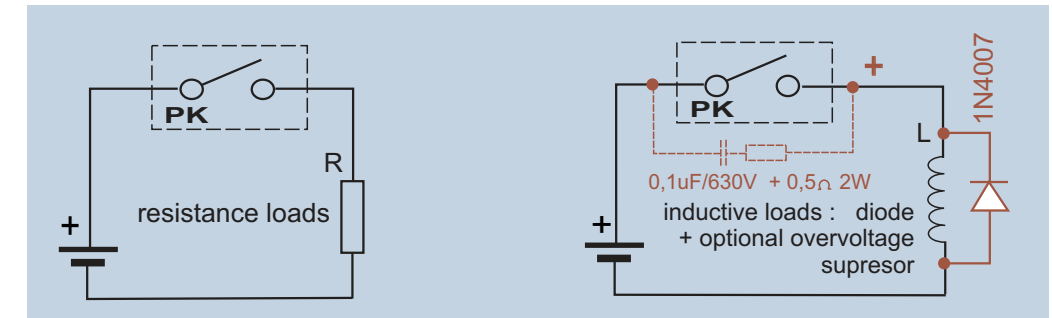 PK
R
resistance loads
+
+
PK
1N4007
L
0,1uF/630V + 0,5Ω 2W
+
inductive loads : diode
+ optional overvoltage
supresor